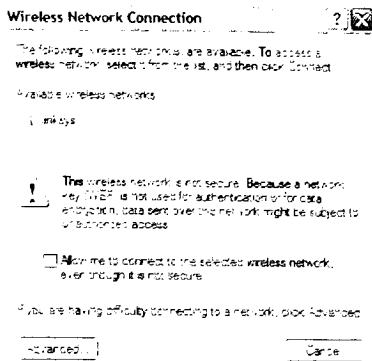 Wireless Network Connection
The following wireless networks are available. To access a
wireless network, select it from the list, and then click Connect
Available wireless networks
linksys
This wireless network is not secure. Because a network
key (WEP) is not used for authentication or for data
encryption, data sent over this network might be subject to
unauthorized access.
Allow me to connect to the selected wireless network,
even though it is not secure
If you are having difficulty connecting to a network, click Advanced
Advanced...
Cancel